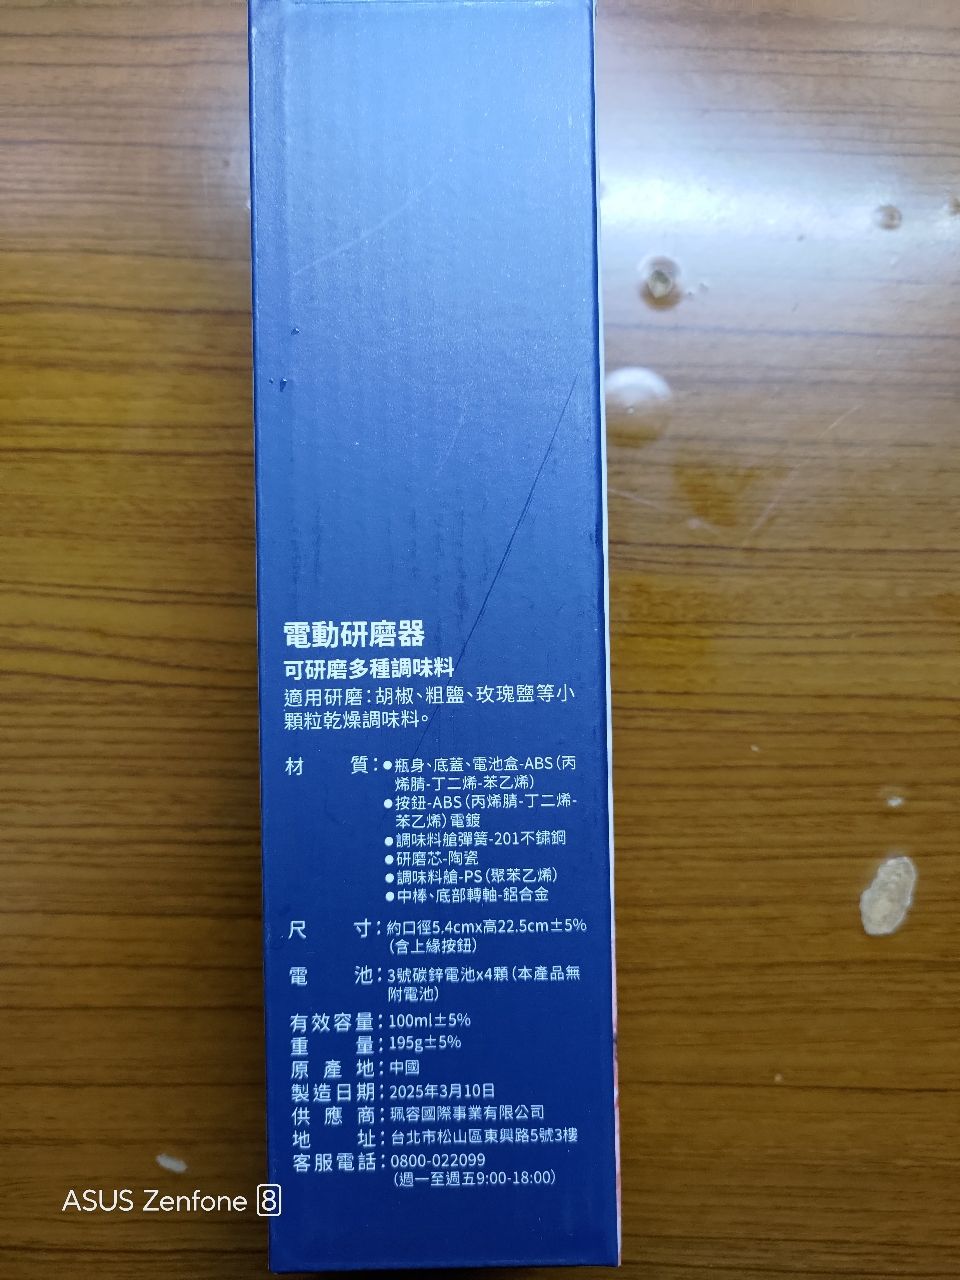 電動研磨器
可研磨多種調味料
適用研磨：胡椒、粗鹽、玫瑰鹽等小
顆粒乾燥調味料。
材質：●瓶身、底蓋、電池盒-ABS（丙
烯腈-丁二烯-苯乙烯）
●按鈕-ABS（丙烯腈-丁二烯-
苯乙烯）電鍍
●調味料艙彈簧-201不鏽鋼
●研磨芯-陶瓷
●調味料艙-PS（聚苯乙烯）
●中棒、底部轉軸-鋁合金
尺寸：約口徑5.4cmx高22.5cm±5%
（含上緣按鈕）
電池：3號碳鋅電池x4顆（本產品無
附電池）
有效容量：100ml±5%
重量：195g±5%
原產地：中國
製造日期：2025年3月10日
供應商：珮容國際事業有限公司
地址：台北市松山區東興路5號3樓
客服電話：0800-022099
（週一至週五9:00-18:00）
ASUS Zenfone 8